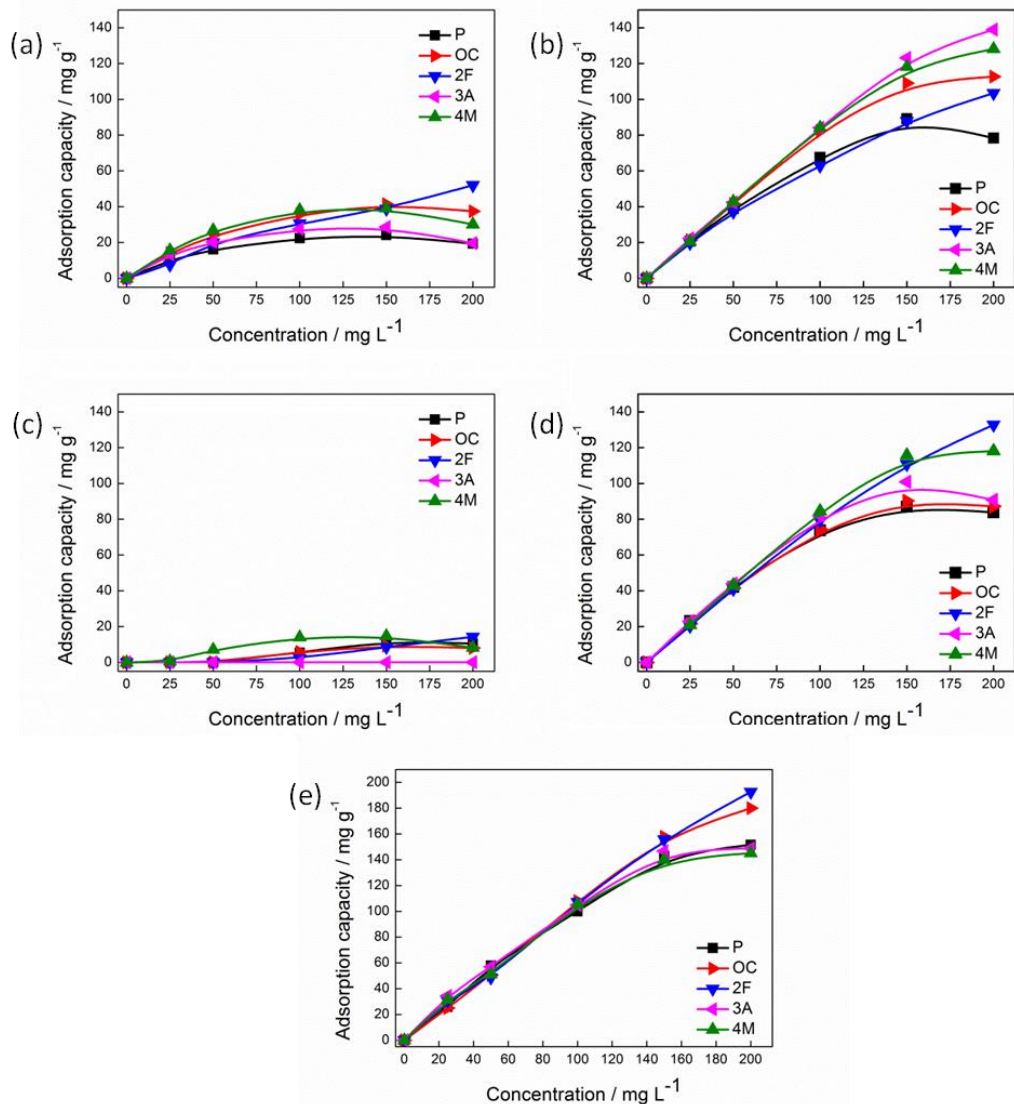 (a)
Adsorption capacity / mg g⁻¹
140
120
100
80
60
40
20
0
P
OC
2F
3A
4M
0 25 50 75 100 125 150 175 200
Concentration / mg L⁻¹
(b)
Adsorption capacity / mg g⁻¹
140
120
100
80
60
40
20
0
P
OC
2F
3A
4M
0 25 50 75 100 125 150 175 200
Concentration / mg L⁻¹
(c)
Adsorption capacity / mg g⁻¹
140
120
100
80
60
40
20
0
P
OC
2F
3A
4M
0 25 50 75 100 125 150 175 200
Concentration / mg L⁻¹
(d)
Adsorption capacity / mg g⁻¹
140
120
100
80
60
40
20
0
P
OC
2F
3A
4M
0 25 50 75 100 125 150 175 200
Concentration / mg L⁻¹
(e)
Adsorption capacity / mg g⁻¹
200
180
160
140
120
100
80
60
40
20
0
P
OC
2F
3A
4M
0 20 40 60 80 100 120 140 160 180 200
Concentration / mg L⁻¹